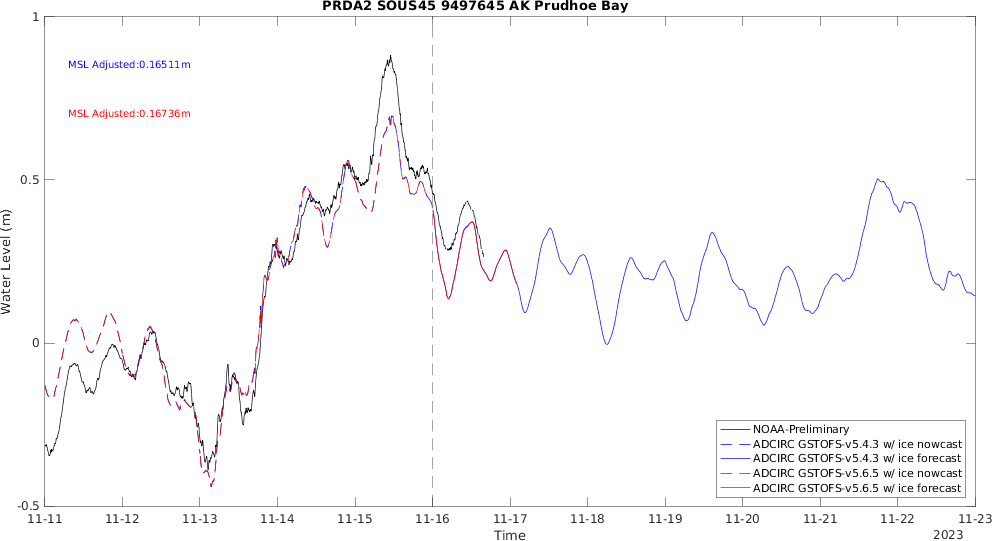 PRDA2 SOUS45 9497645 AK Prudhoe Bay
1
0.5
0
-0.5
Water Level (m)
MSL Adjusted:0.16511m
MSL Adjusted:0.16736m
NOAA-Preliminary
ADCIRC GSTOFS-v5.4.3 w/ ice nowcast
ADCIRC GSTOFS-v5.4.3 w/ ice forecast
ADCIRC GSTOFS-v5.6.5 w/ ice nowcast
ADCIRC GSTOFS-v5.6.5 w/ ice forecast
11-11 11-12 11-13 11-14 11-15 11-16 11-17 11-18 11-19 11-20 11-21 11-22 11-23
Time
2023